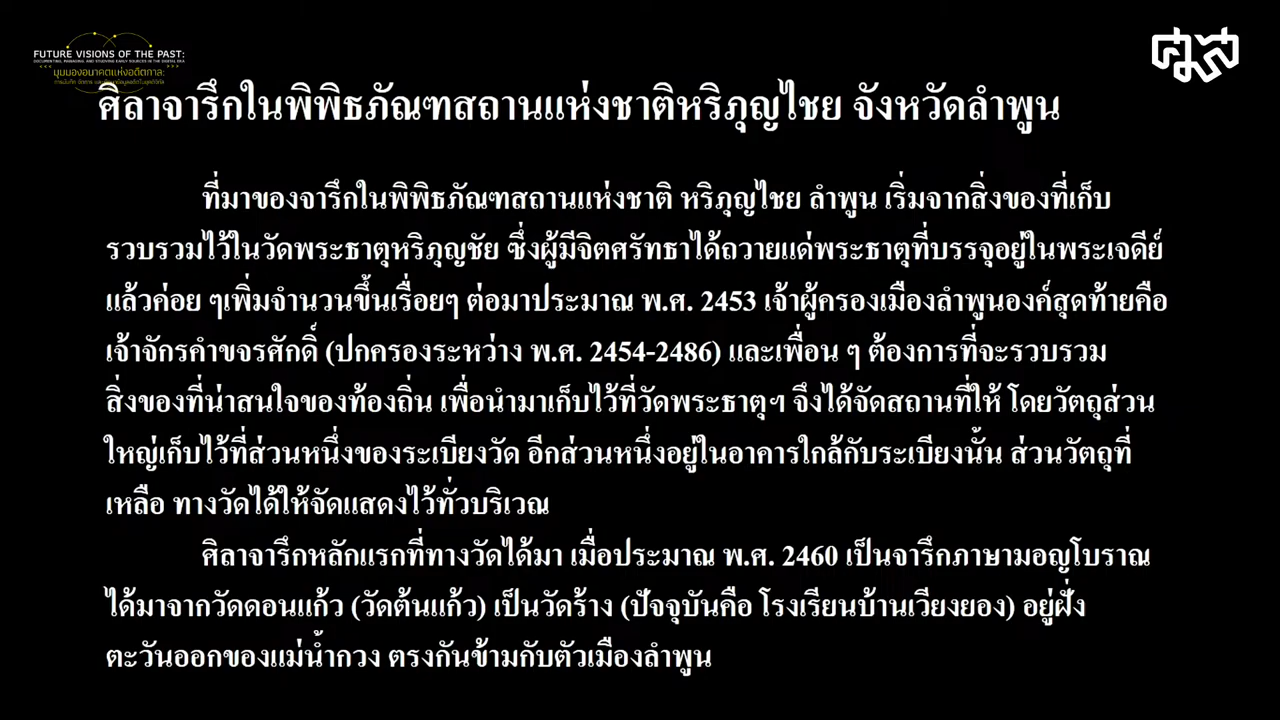 FUTURE VISIONS OF THE PAST:
DOCUMENTING, MANAGING, AND STUDYING EARLY SOURCES IN THE DIGITAL ERA
มุมมองอนาคตแห่งอดีตกาล:
ศมส
ศิลาจารึกในพิพิธภัณฑสถานแห่งชาติหริภุญไชย จังหวัดลำพูน
ที่มาของจารึกในพิพิธภัณฑสถานแห่งชาติ หริภุญไชย ลำพูน เริ่มจากสิ่งของที่เก็บ
รวบรวมไว้ในวัดพระธาตุหริภุญชัย ซึ่งผู้มีจิตศรัทธาได้ถวายแด่พระธาตุที่บรรจุอยู่ในพระเจดีย์
แล้วค่อย ๆเพิ่มจำนวนขึ้นเรื่อยๆ ต่อมาประมาณ พ.ศ. 2453 เจ้าผู้ครองเมืองลำพูนองค์สุดท้ายคือ
เจ้าจักรคำขจรศักดิ์ (ปกครองระหว่าง พ.ศ. 2454-2486) และเพื่อน ๆ ต้องการที่จะรวบรวม
สิ่งของที่น่าสนใจของท้องถิ่น เพื่อนำมาเก็บไว้ที่วัดพระธาตุฯ จึงได้จัดสถานที่ให้ โดยวัตถุส่วน
ใหญ่เก็บไว้ที่ส่วนหนึ่งของระเบียงวัด อีกส่วนหนึ่งอยู่ในอาคารใกล้กับระเบียงนั้น ส่วนวัตถุที่
เหลือ ทางวัดได้ให้จัดแสดงไว้ทั่วบริเวณ
ศิลาจารึกหลักแรกที่ทางวัดได้มา เมื่อประมาณ พ.ศ. 2460 เป็นจารึกภาษามอญโบราณ
ได้มาจากวัดดอนแก้ว (วัดต้นแก้ว) เป็นวัดร้าง (ปัจจุบันคือ โรงเรียนบ้านเวียงยอง) อยู่ฝั่ง
ตะวันออกของแม่น้ำกวง ตรงกันข้ามกับตัวเมืองลำพูน